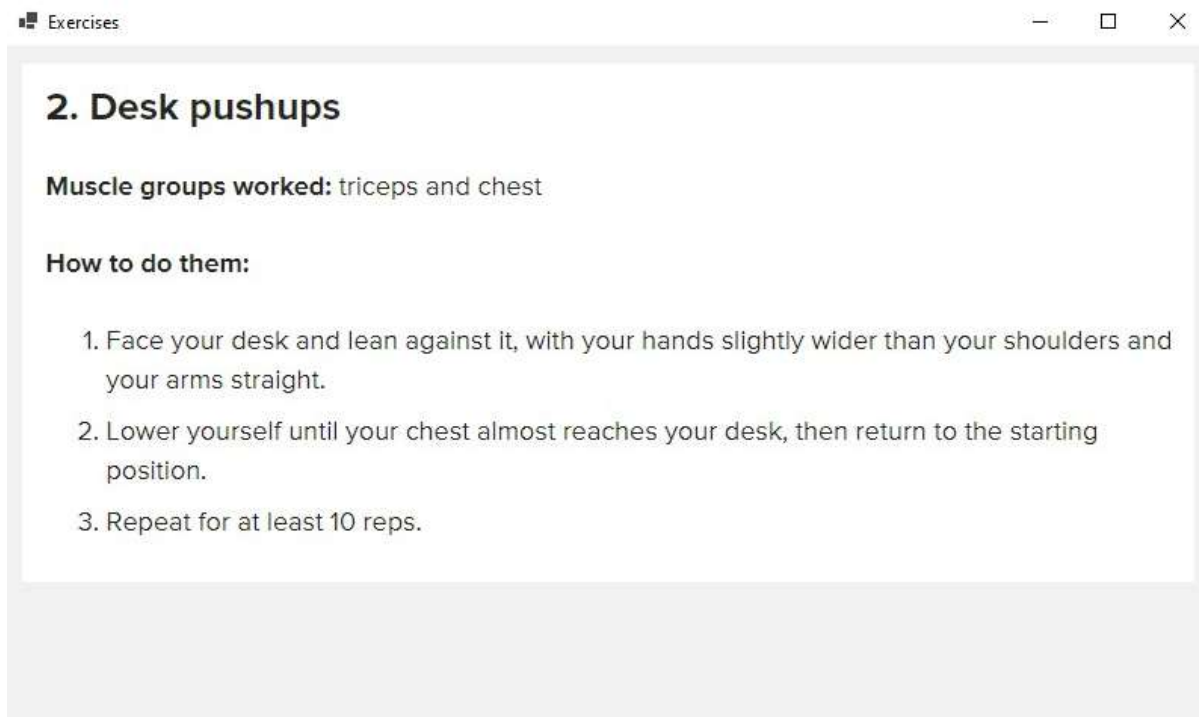 Exercises
2. Desk pushups
Muscle groups worked: triceps and chest
How to do them:
1. Face your desk and lean against it, with your hands slightly wider than your shoulders and
your arms straight.
2. Lower yourself until your chest almost reaches your desk, then return to the starting
position.
3. Repeat for at least 10 reps.